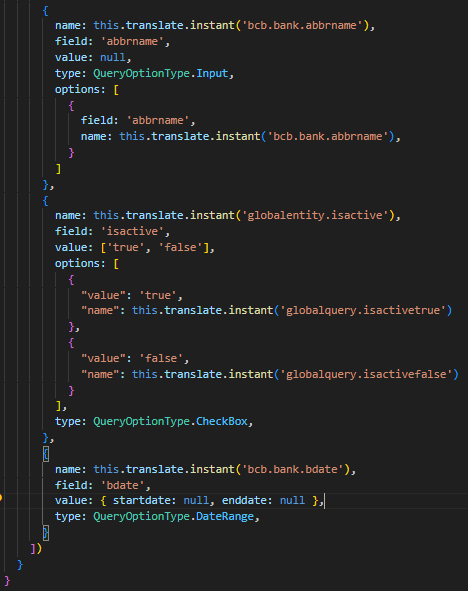 {
name: this.translate.instant('bcb.bank.abbrname'),
field: 'abbrname',
value: null,
type: QueryOptionType.Input,
options: [
{
field: 'abbrname',
name: this.translate.instant('bcb.bank.abbrname'),
}
]
},
{
name: this.translate.instant('globalentity.isactive'),
field: 'isactive',
value: ['true', 'false'],
options: [
{
"value": 'true',
"name": this.translate.instant('globalquery.isactivetrue')
},
{
"value": 'false',
"name": this.translate.instant('globalquery.isactivefalse')
}
],
type: QueryOptionType.CheckBox,
},
{
name: this.translate.instant('bcb.bank.bdate'),
field: 'bdate',
value: { startdate: null, enddate: null },
type: QueryOptionType.DateRange,
}
])
}
}